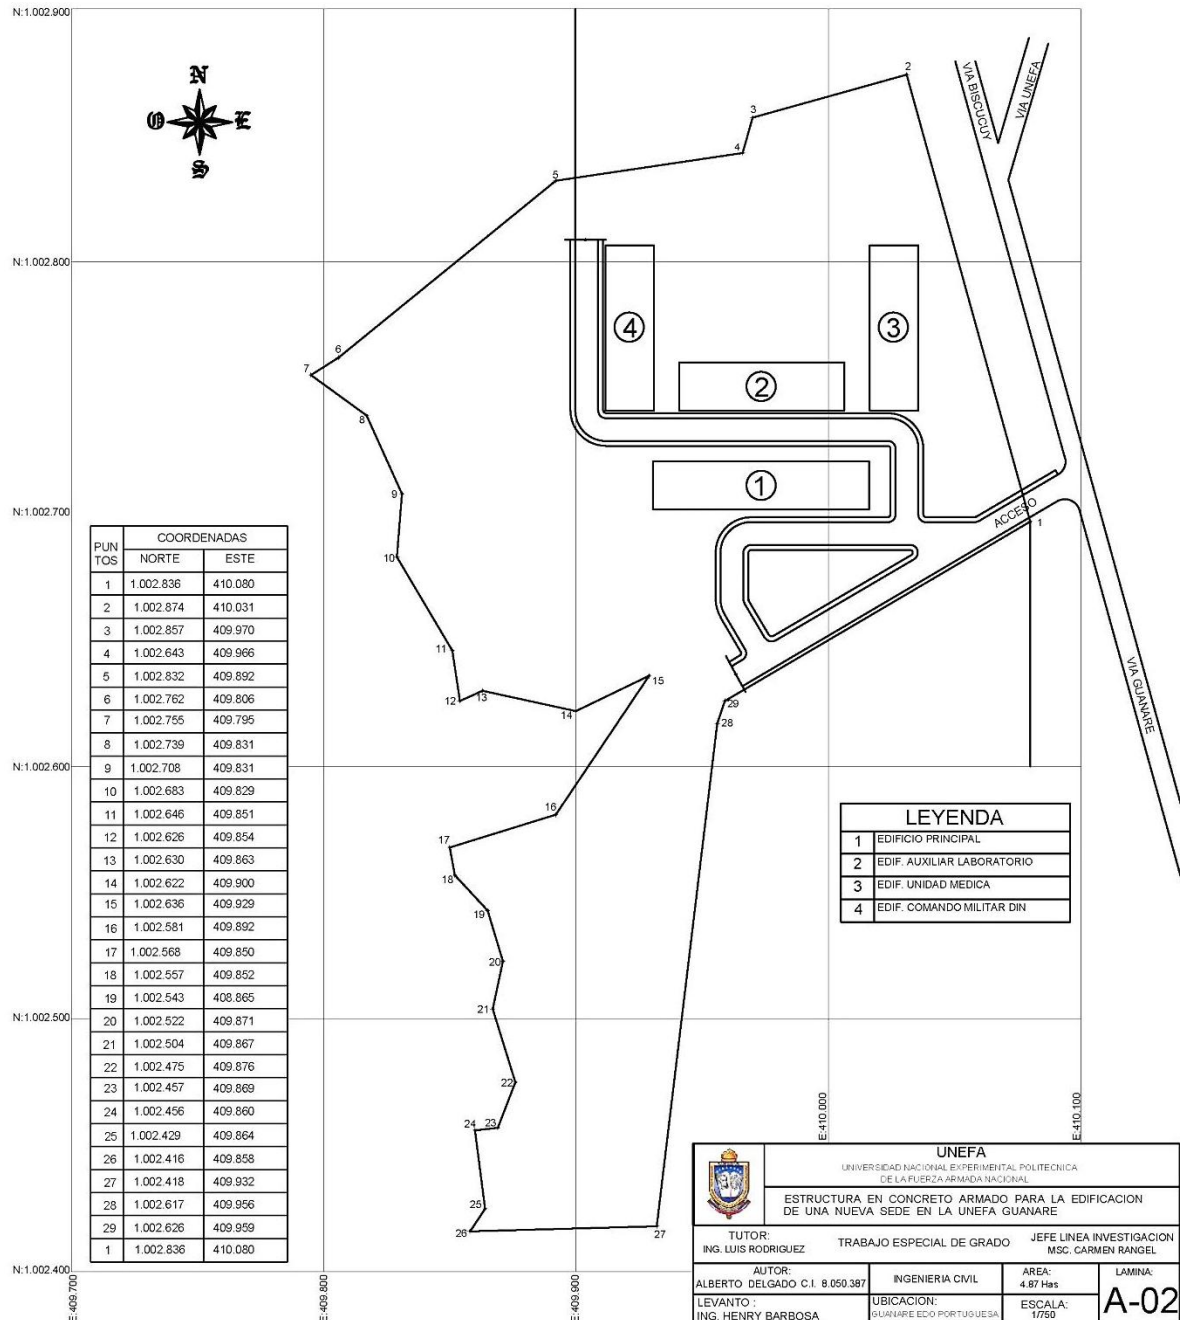 N:1.002.900
N
O E
S
2
3
4
5
VIA BISCUCUY
VIA UNEFA
N:1.002.800
4
3
2
6
7
8
1
9
N:1.002.700
ACCESO
1
10
11
12
13
14
15
29
28
VIA GUANARE
N:1.002.600
16
17
18
19
20
N:1.002.500
21
22
23
24
25
26
27
N:1.002.400
E:409.700
E:409.800
E:409.900
E:410.000
E:410.100
PUN TOS COORDENADAS
NORTE ESTE
1 1.002.836 410.080
2 1.002.874 410.031
3 1.002.857 409.970
4 1.002.643 409.966
5 1.002.832 409.892
6 1.002.762 409.806
7 1.002.755 409.795
8 1.002.739 409.831
9 1.002.708 409.831
10 1.002.683 409.829
11 1.002.646 409.851
12 1.002.626 409.854
13 1.002.630 409.863
14 1.002.622 409.900
15 1.002.636 409.929
16 1.002.581 409.892
17 1.002.568 409.850
18 1.002.557 409.852
19 1.002.543 408.865
20 1.002.522 409.871
21 1.002.504 409.867
22 1.002.475 409.876
23 1.002.457 409.869
24 1.002.456 409.860
25 1.002.429 409.864
26 1.002.416 409.858
27 1.002.418 409.932
28 1.002.617 409.956
29 1.002.626 409.959
1 1.002.836 410.080
LEYENDA
1 EDIFICIO PRINCIPAL
2 EDIF. AUXILIAR LABORATORIO
3 EDIF. UNIDAD MEDICA
4 EDIF. COMANDO MILITAR DIN
UNEFA
UNIVERSIDAD NACIONAL EXPERIMENTAL POLITECNICA
DE LA FUERZA ARMADA NACIONAL
ESTRUCTURA EN CONCRETO ARMADO PARA LA EDIFICACION
DE UNA NUEVA SEDE EN LA UNEFA GUANARE
TUTOR:
ING. LUIS RODRIGUEZ
TRABAJO ESPECIAL DE GRADO
JEFE LINEA INVESTIGACION
MSC. CARMEN RANGEL
AUTOR:
ALBERTO DELGADO C.I. 8.050.387
INGENIERIA CIVIL
AREA:
4.87 Has
LAMINA:
A-02
LEVANTO :
ING. HENRY BARBOSA
UBICACION:
GUANARE EDO PORTUGUESA
ESCALA:
1/750